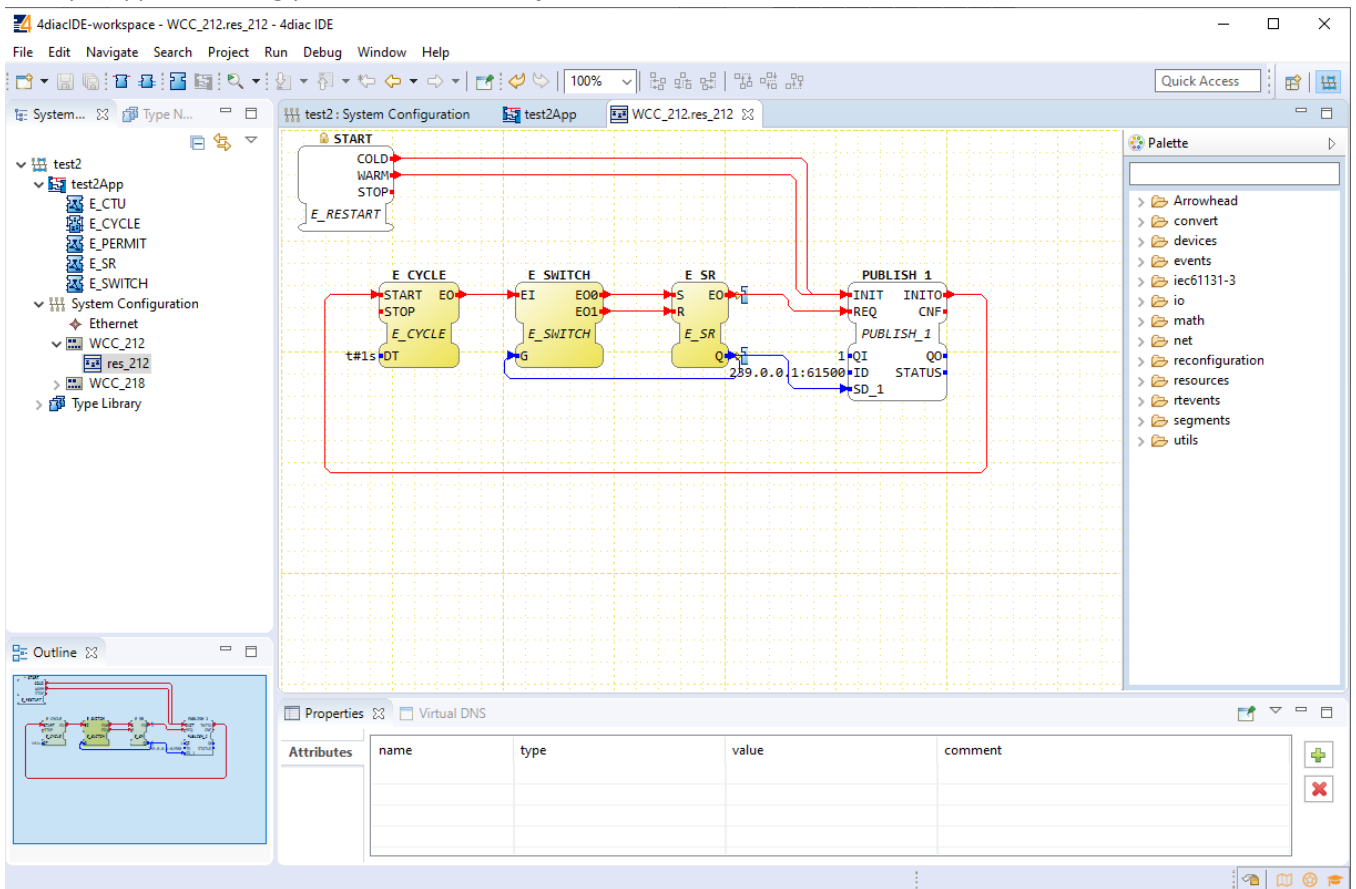 4diacIDE-workspace - WCC_212.res_212 - 4diac IDE
File Edit Navigate Search Project Run Debug Window Help
100%
Quick Access
System...
Type N...
test2 : System Configuration
test2App
WCC_212.res_212
test2
test2App
E_CTU
E_CYCLE
E_PERMIT
E_SR
E_SWITCH
System Configuration
Ethernet
WCC_212
res_212
WCC_218
Type Library
START
COLD
WARM
STOP
E_RESTART
E_CYCLE
START EO
STOP
E_CYCLE
t#1s DT
E_SWITCH
EI EO0
EO1
E_SWITCH
G
E_SR
S EO
R
E_SR
Q
PUBLISH_1
INIT INITO
REQ CNF
PUBLISH_1
1 QI QO
239.0.0.1:61500 ID STATUS
SD_1
Palette
Arrowhead
convert
devices
events
iec61131-3
io
math
net
reconfiguration
resources
rtevents
segments
utils
Outline
Properties
Virtual DNS
Attributes
name type value comment